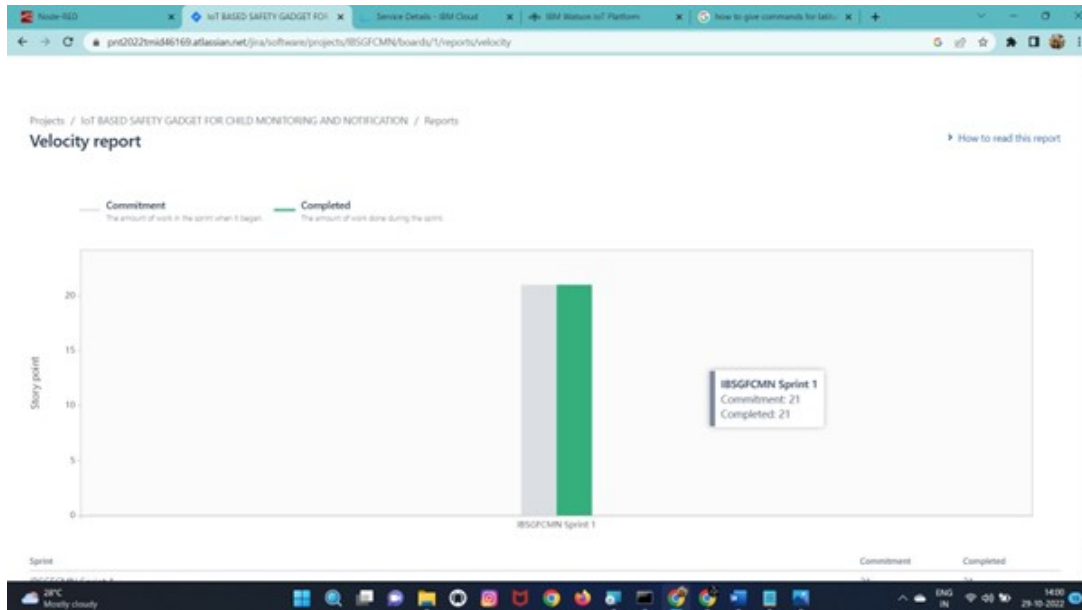 Node-RED
IoT BASED SAFETY GADGET FOR
Service Details - IBM Cloud
IBM Watson IoT Platform
how to give commands for
pnt2022tmid46169.atlassian.net/jira/software/projects/IBSGFCMN/boards/1/reports/velocity
Projects / IoT BASED SAFETY GADGET FOR CHILD MONITORING AND NOTIFICATION / Reports
Velocity report
How to read this report
Commitment
The amount of work in the sprint when it began.
Completed
The amount of work done during the sprint.
20
15
10
5
0
Story point
IBSGFCMN Sprint 1
Commitment: 21
Completed: 21
IBSGFCMN Sprint 1
Sprint
Commitment
Completed
28°C
Mostly cloudy
ENG
IN
14:00
29-10-2022